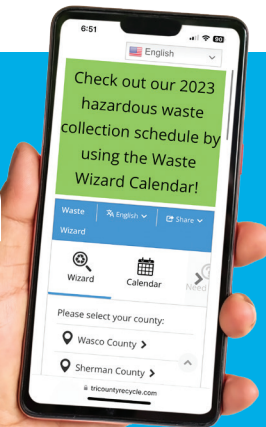 6:51
90
English
Check out our 2023
hazardous waste
collection schedule by
using the Waste
Wizard Calendar!
Waste
Wizard
English
Share
Wizard
Calendar
Need
Please select your county:
Wasco County
Sherman County
tricountyrecycle.com